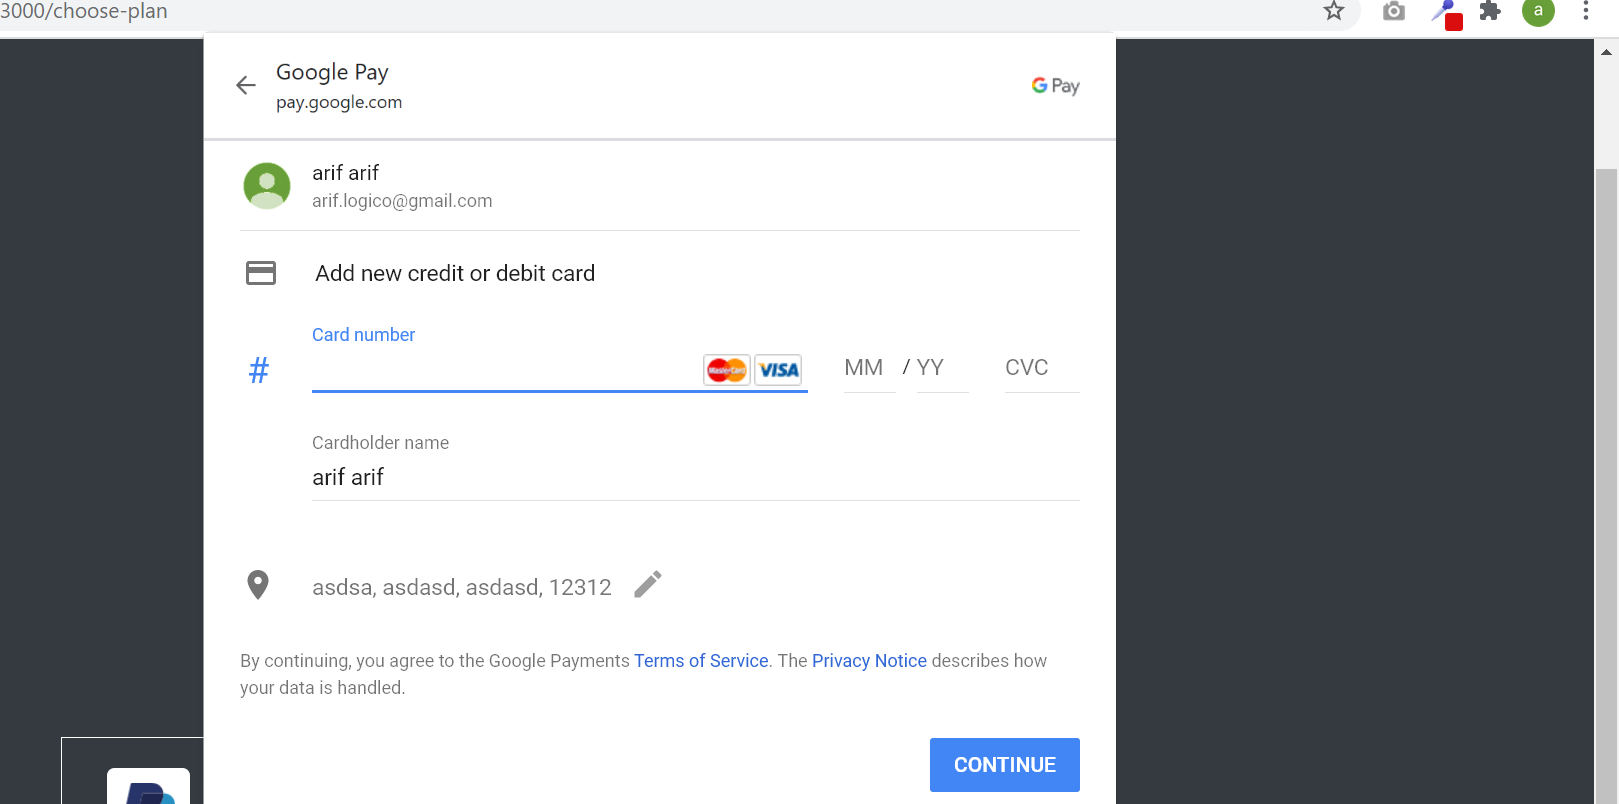 3000/choose-plan
a
Google Pay
pay.google.com
G Pay
arif arif
arif.logico@gmail.com
Add new credit or debit card
Card number
#
MasterCard VISA
MM / YY
CVC
Cardholder name
arif arif
asdsa, asdasd, asdasd, 12312
By continuing, you agree to the Google Payments Terms of Service. The Privacy Notice describes how
your data is handled.
CONTINUE